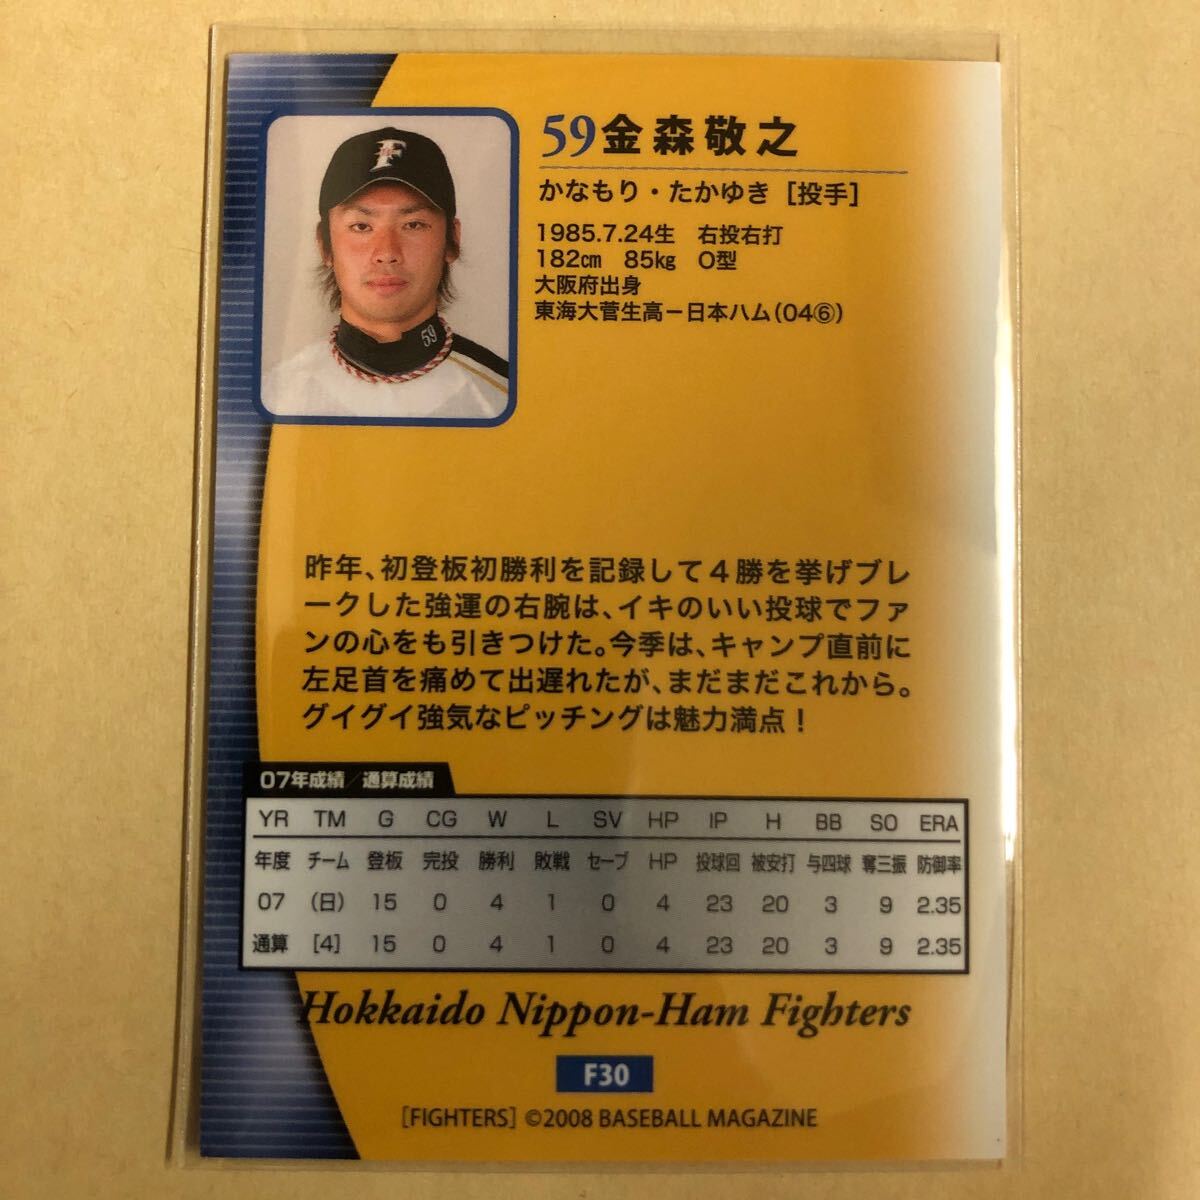 59金森敬之
かなもり・たかゆき［投手］
1985.7.24生　右投右打
182㎝　85㎏　O型
大阪府出身
東海大菅生高－日本ハム（04⑥）
F
59
昨年、初登板初勝利を記録して４勝を挙げブレ
ークした強運の右腕は、イキのいい投球でファ
ンの心をも引きつけた。今季は、キャンプ直前に
左足首を痛めて出遅れたが、まだまだこれから。
グイグイ強気なピッチングは魅力満点！
07年成績／通算成績
YR TM G CG W L SV HP IP H BB SO ERA
年度 チーム 登板 完投 勝利 敗戦 セーブ HP 投球回 被安打 与四球 奪三振 防御率
07 （日） 15 0 4 1 0 4 23 20 3 9 2.35
通算 ［4］ 15 0 4 1 0 4 23 20 3 9 2.35
Hokkaido Nippon-Ham Fighters
F30
［FIGHTERS］©2008 BASEBALL MAGAZINE